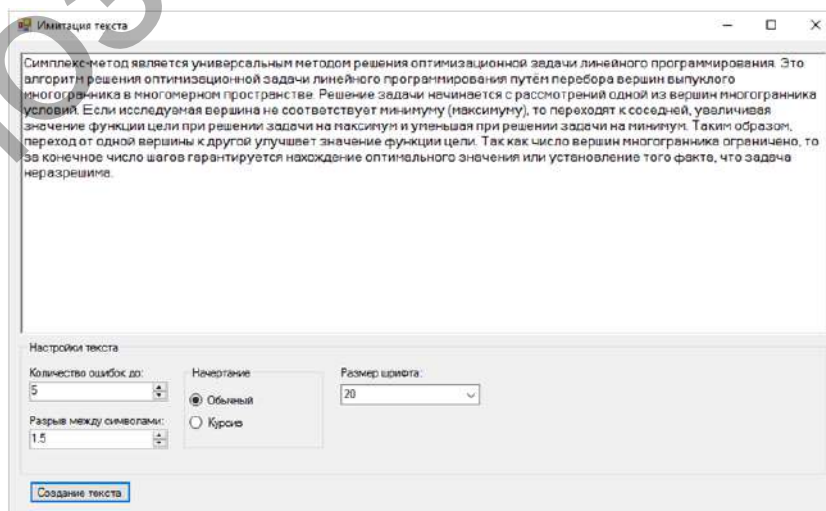 Имитация текста
Симплекс-метод является универсальным методом решения оптимизационной задачи линейного программирования. Это
алгоритм решения оптимизационной задачи линейного программирования путём перебора вершин выпуклого
многогранника в многомерном пространстве. Решение задачи начинается с рассмотрений одной из вершин многогранника
условий. Если исследуемая вершина не соответствует минимуму (максимуму), то переходят к соседней, увеличивая
значение функции цели при решении задачи на максимум и уменьшая при решении задачи на минимум. Таким образом,
переход от одной вершины к другой улучшает значение функции цели. Так как число вершин многогранника ограничено, то
за конечное число шагов гарантируется нахождение оптимального значения или установление того факта, что задача
неразрешима.
Настройки текста
Количество ошибок до:
5
Разрыв между символами:
1.5
Начертание
Обычный
Курсив
Размер шрифта:
20
Создание текста